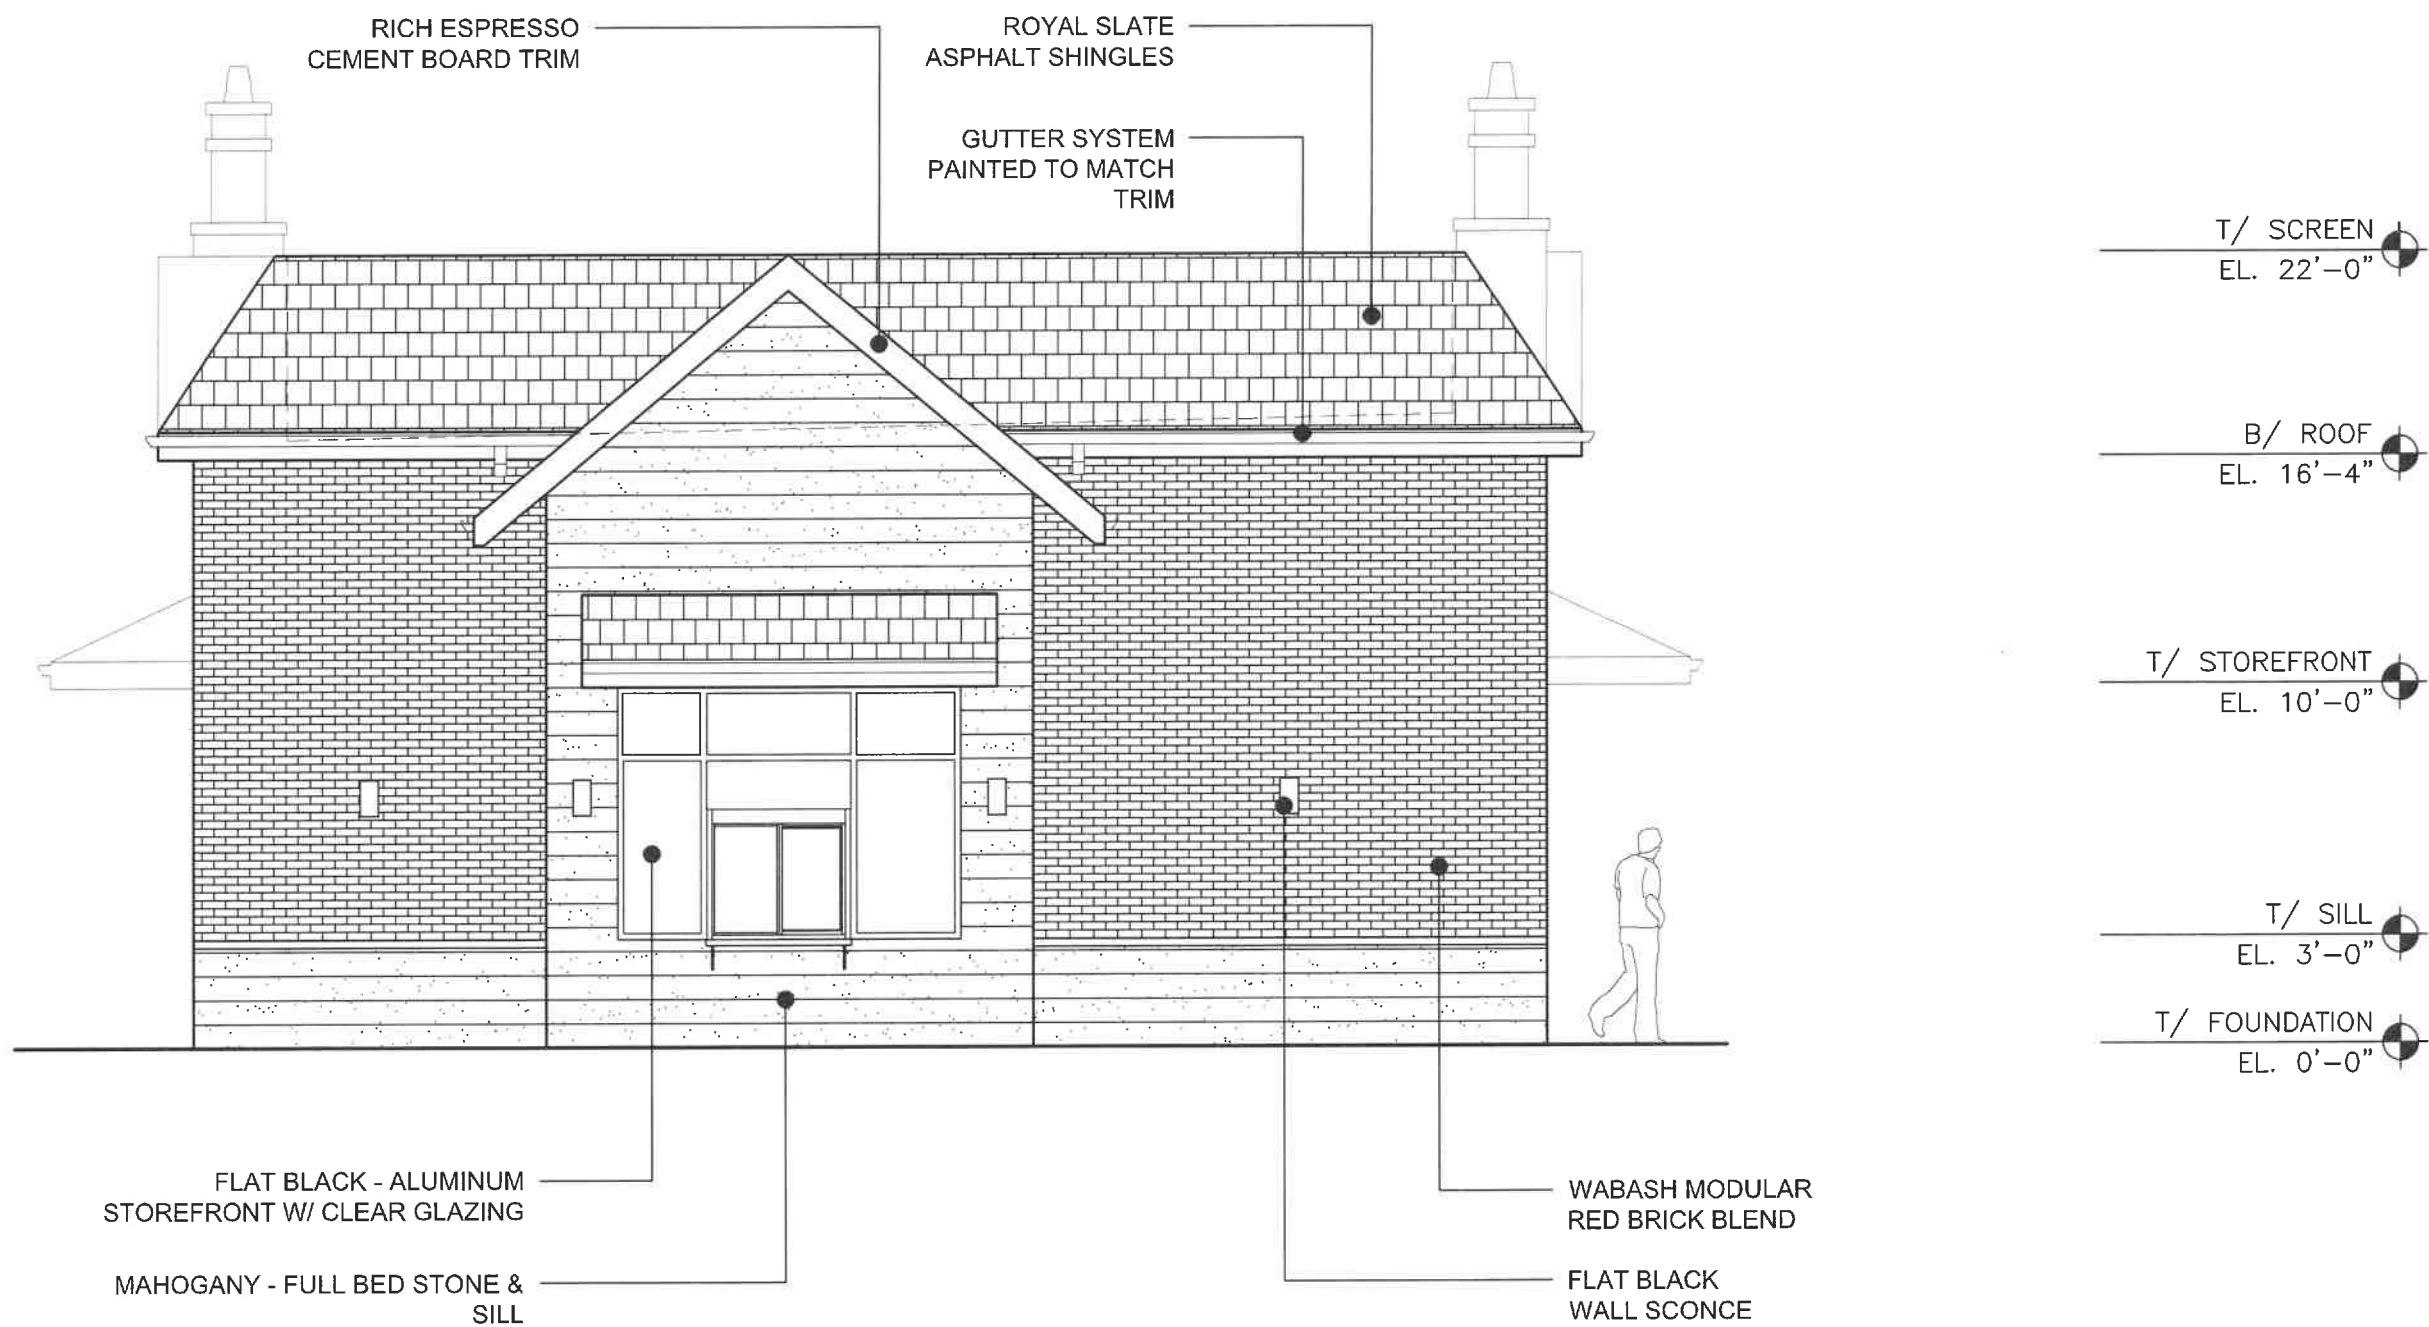 RICH ESPRESSO
CEMENT BOARD TRIM
ROYAL SLATE
ASPHALT SHINGLES
GUTTER SYSTEM
PAINTED TO MATCH
TRIM
T/ SCREEN
EL. 22'-0"
B/ ROOF
EL. 16'-4"
T/ STOREFRONT
EL. 10'-0"
T/ SILL
EL. 3'-0"
T/ FOUNDATION
EL. 0'-0"
FLAT BLACK - ALUMINUM
STOREFRONT W/ CLEAR GLAZING
MAHOGANY - FULL BED STONE &
SILL
WABASH MODULAR
RED BRICK BLEND
FLAT BLACK
WALL SCONCE